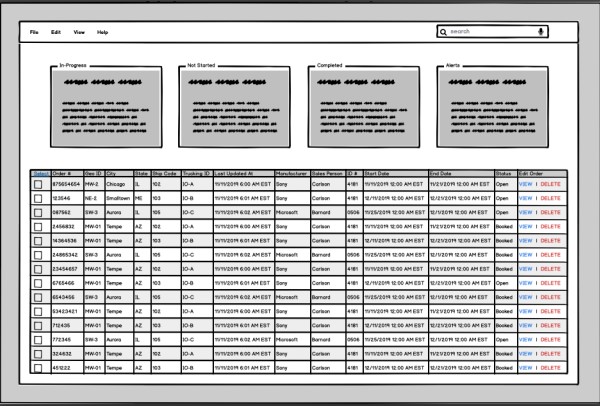 File Edit View Help search
In-Progress Not Started Completed Alerts
Select Order # Geo ID City State Ship Code Trucking ID Last Updated At Manufacturer Sales Person ID # Start Date End Date Status Edit Order
875654654 MW-2 Chicago IL 102 IO-A 11/11/2019 6:00 AM EST Sony Carlson 4181 11/11/2019 12:00 AM EST 11/21/2019 12:00 AM EST Open VIEW | DELETE
123546 NE-2 Smalltown ME 103 IO-B 11/11/2019 6:01 AM EST Sony Carlson 4181 12/11/2019 12:00 AM EST 12/21/2019 12:00 AM EST Open VIEW | DELETE
087562 SW-3 Aurora IL 105 IO-C 11/11/2019 6:02 AM EST Microsoft Barnard 0506 11/25/2019 12:00 AM EST 12/21/2019 12:00 AM EST Open VIEW | DELETE
2456832 MW-01 Tempe AZ 102 IO-A 11/11/2019 6:00 AM EST Sony Carlson 4181 11/11/2019 12:00 AM EST 11/21/2019 12:00 AM EST Booked VIEW | DELETE
14364536 MW-01 Tempe AZ 103 IO-B 11/11/2019 6:01 AM EST Sony Carlson 4181 12/11/2019 12:00 AM EST 12/21/2019 12:00 AM EST Booked VIEW | DELETE
24865342 SW-3 Aurora IL 105 IO-C 11/11/2019 6:02 AM EST Microsoft Barnard 0506 11/25/2019 12:00 AM EST 12/21/2019 12:00 AM EST Booked VIEW | DELETE
23454657 MW-01 Tempe AZ 102 IO-A 11/11/2019 6:00 AM EST Sony Carlson 4181 11/11/2019 12:00 AM EST 11/21/2019 12:00 AM EST Booked VIEW | DELETE
6765466 MW-01 Tempe AZ 103 IO-B 11/11/2019 6:01 AM EST Sony Carlson 4181 12/11/2019 12:00 AM EST 12/21/2019 12:00 AM EST Open VIEW | DELETE
6543456 SW-3 Aurora IL 105 IO-C 11/11/2019 6:02 AM EST Microsoft Barnard 0506 11/25/2019 12:00 AM EST 12/21/2019 12:00 AM EST Booked VIEW | DELETE
53423421 MW-01 Tempe AZ 102 IO-A 11/11/2019 6:00 AM EST Sony Carlson 4181 11/11/2019 12:00 AM EST 11/21/2019 12:00 AM EST Booked VIEW | DELETE
712435 MW-01 Tempe AZ 103 IO-B 11/11/2019 6:01 AM EST Sony Carlson 4181 12/11/2019 12:00 AM EST 12/21/2019 12:00 AM EST Booked VIEW | DELETE
772345 SW-3 Aurora IL 105 IO-C 11/11/2019 6:02 AM EST Microsoft Barnard 0506 11/25/2019 12:00 AM EST 12/21/2019 12:00 AM EST Open VIEW | DELETE
324832 MW-01 Tempe AZ 102 IO-A 11/11/2019 6:00 AM EST Sony Carlson 4181 11/11/2019 12:00 AM EST 11/21/2019 12:00 AM EST Booked VIEW | DELETE
451222 MW-01 Tempe AZ 103 IO-B 11/11/2019 6:01 AM EST Sony Carlson 4181 12/11/2019 12:00 AM EST 12/21/2019 12:00 AM EST Booked VIEW | DELETE